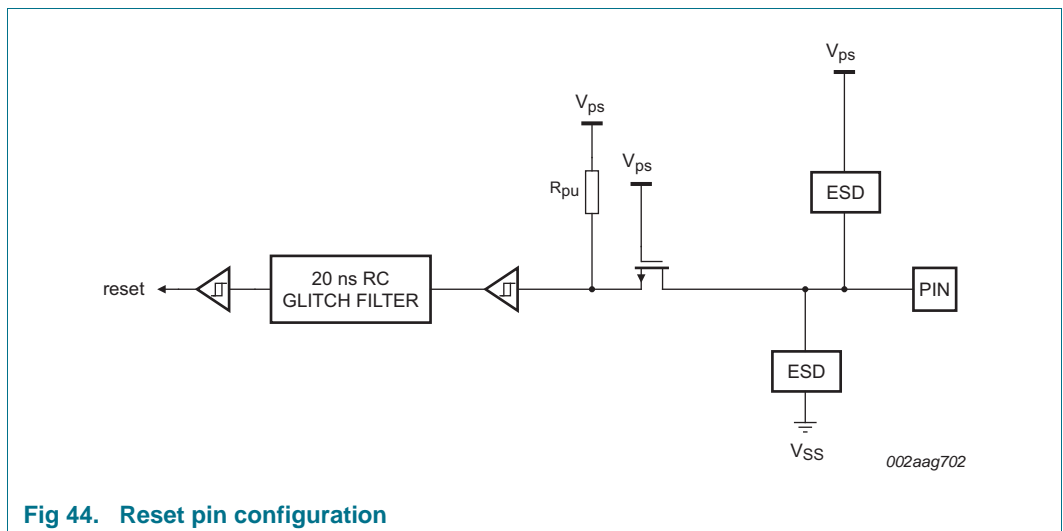 Vps
Vps
Vps
Rpu
ESD
reset
20 ns RC
GLITCH FILTER
PIN
ESD
VSS
002aag702
Fig 44. Reset pin configuration